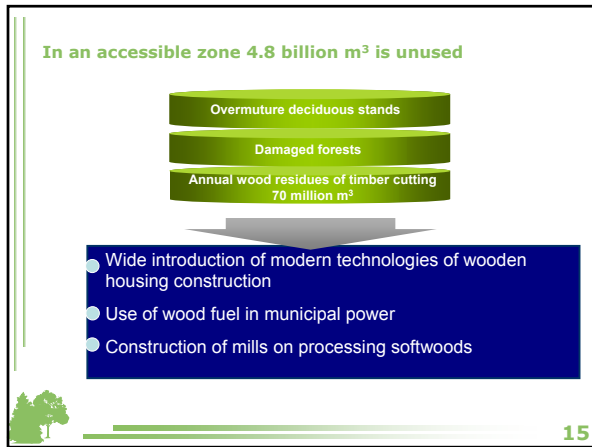 In an accessible zone 4.8 billion m³ is unused
Overmuture deciduous stands
Damaged forests
Annual wood residues of timber cutting
70 million m³
Wide introduction of modern technologies of wooden
housing construction
Use of wood fuel in municipal power
Construction of mills on processing softwoods
15